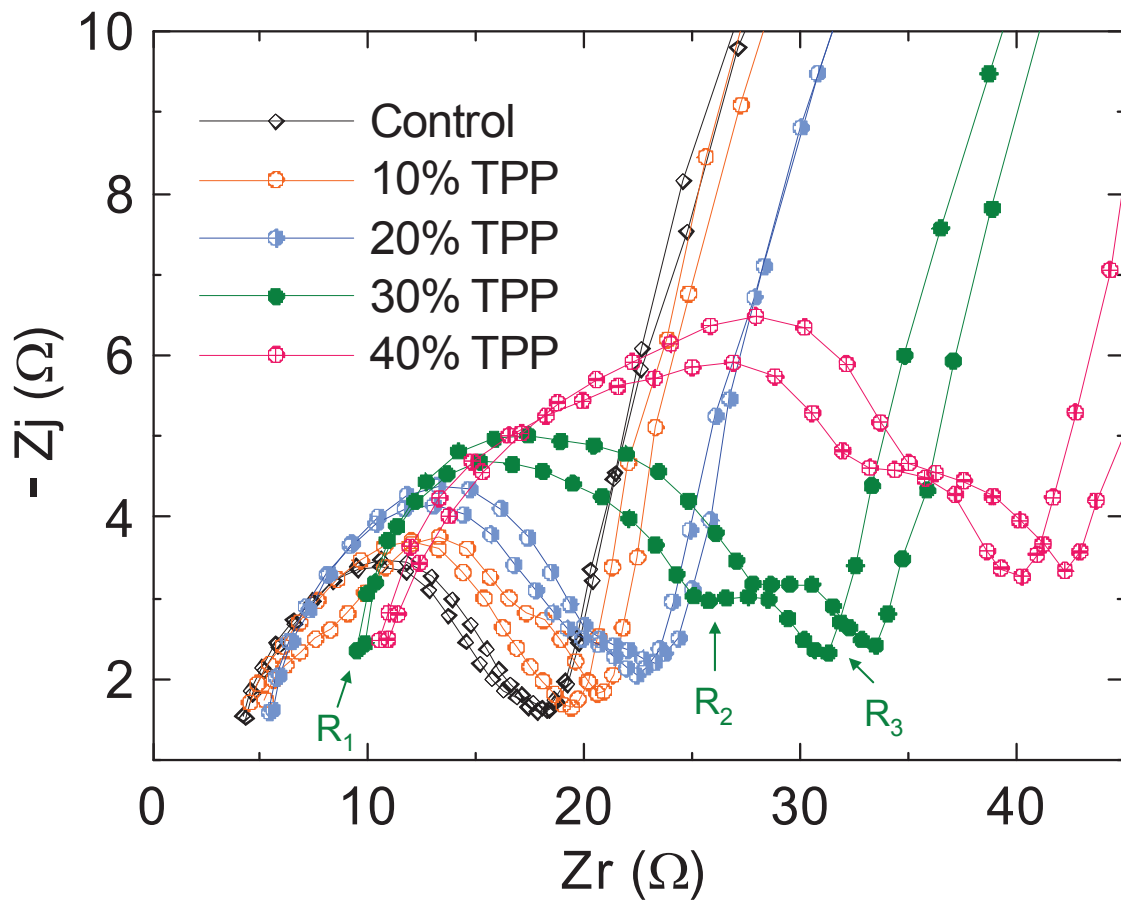 10
8
6
4
2
- Zj (Ω)
Control
10% TPP
20% TPP
30% TPP
40% TPP
R1
R2
R3
0
10
20
30
40
Zr (Ω)